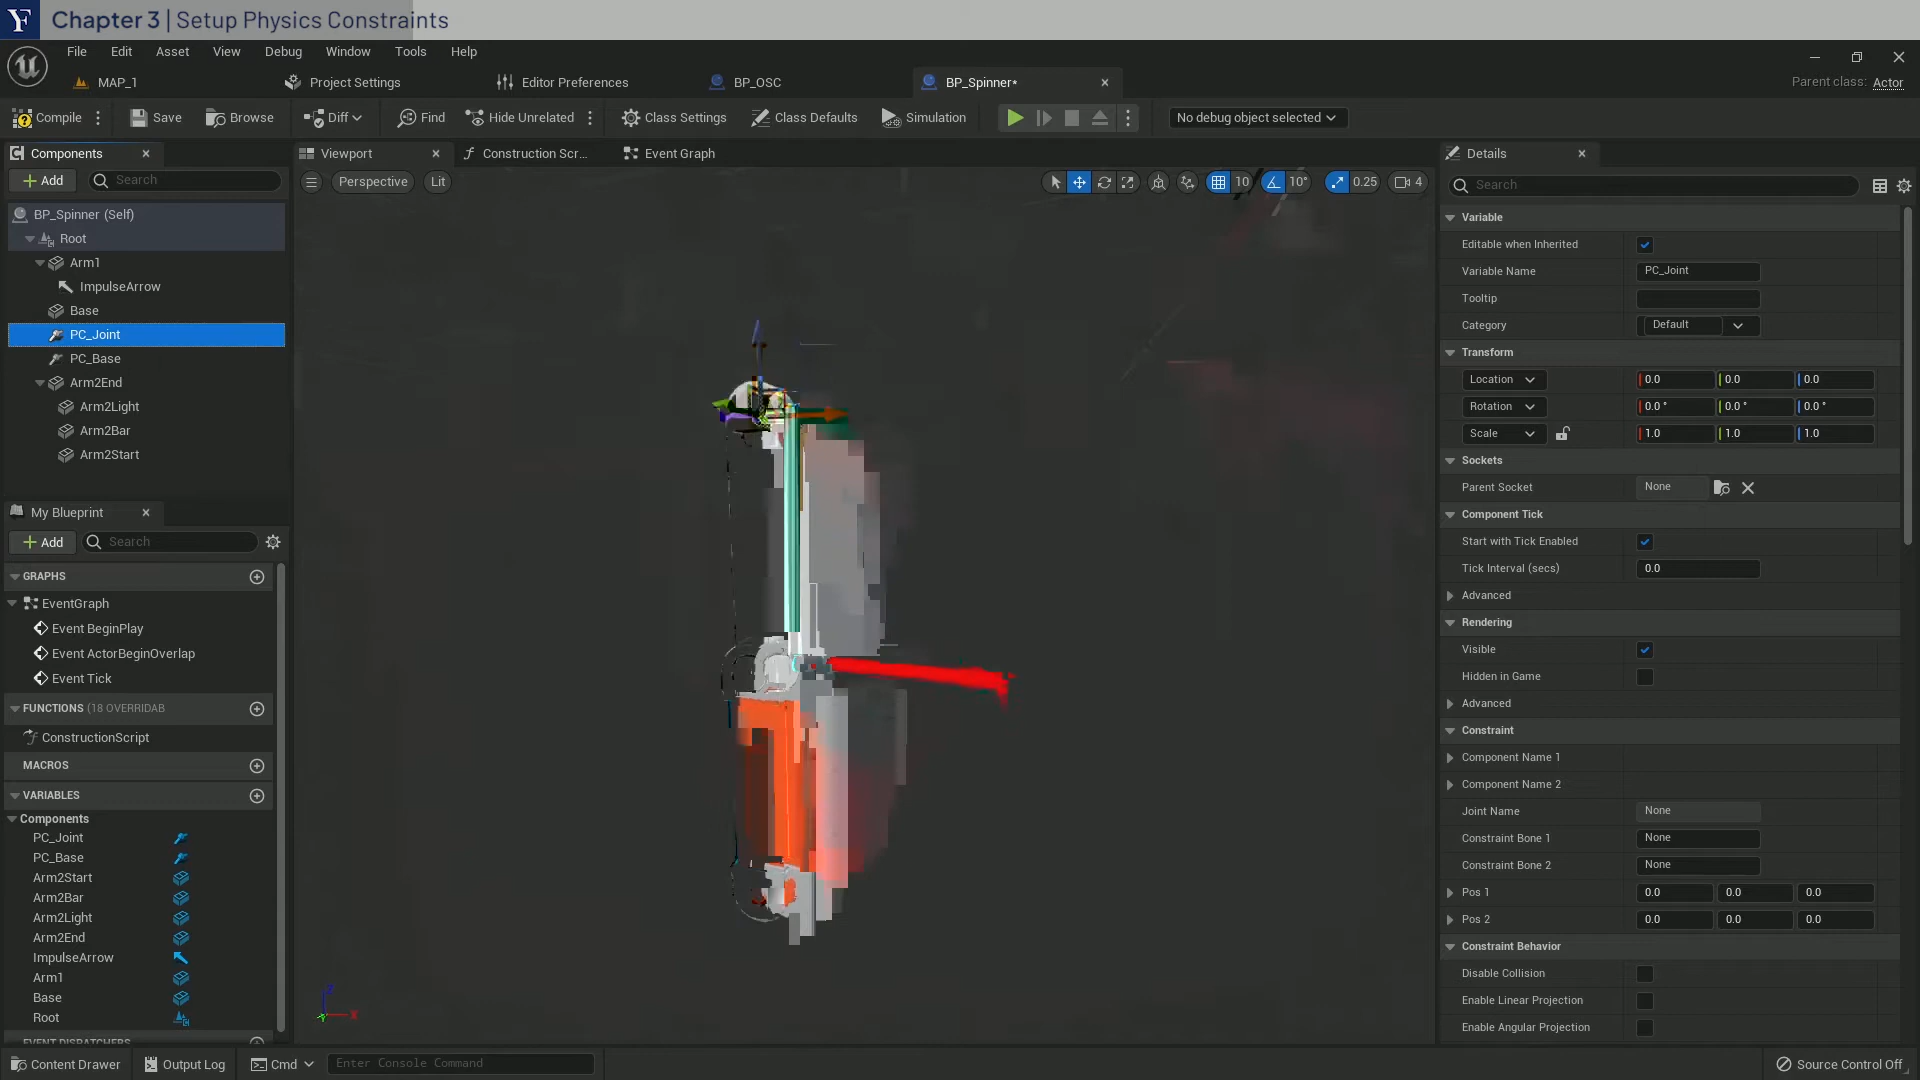 Chapter 3 | Setup Physics Constraints
File Edit Asset View Debug Window Tools Help
MAP_1 Project Settings Editor Preferences BP_OSC BP_Spinner*
Parent class: Actor
Compile Save Browse Diff Find Hide Unrelated Class Settings Class Defaults Simulation No debug object selected
Components
Add Search
BP_Spinner (Self)
Root
Arm1
ImpulseArrow
Base
PC_Joint
PC_Base
Arm2End
Arm2Light
Arm2Bar
Arm2Start
My Blueprint
Add Search
GRAPHS
EventGraph
Event BeginPlay
Event ActorBeginOverlap
Event Tick
FUNCTIONS (18 OVERRIDAB
ConstructionScript
MACROS
VARIABLES
Components
PC_Joint
PC_Base
Arm2Start
Arm2Bar
Arm2Light
Arm2End
ImpulseArrow
Arm1
Base
Root
EVENT DISPATCHERS
Viewport Construction Scr... Event Graph
Perspective Lit 10 10° 0.25 4
Z
X
Details
Search
Variable
Editable when Inherited
Variable Name PC_Joint
Tooltip
Category Default
Transform
Location 0.0 0.0 0.0
Rotation 0.0 ° 0.0 ° 0.0 °
Scale 1.0 1.0 1.0
Sockets
Parent Socket None
Component Tick
Start with Tick Enabled
Tick Interval (secs) 0.0
Advanced
Rendering
Visible
Hidden in Game
Advanced
Constraint
Component Name 1
Component Name 2
Joint Name None
Constraint Bone 1 None
Constraint Bone 2 None
Pos 1 0.0 0.0 0.0
Pos 2 0.0 0.0 0.0
Constraint Behavior
Disable Collision
Enable Linear Projection
Enable Angular Projection
Content Drawer Output Log Cmd Enter Console Command Source Control Off